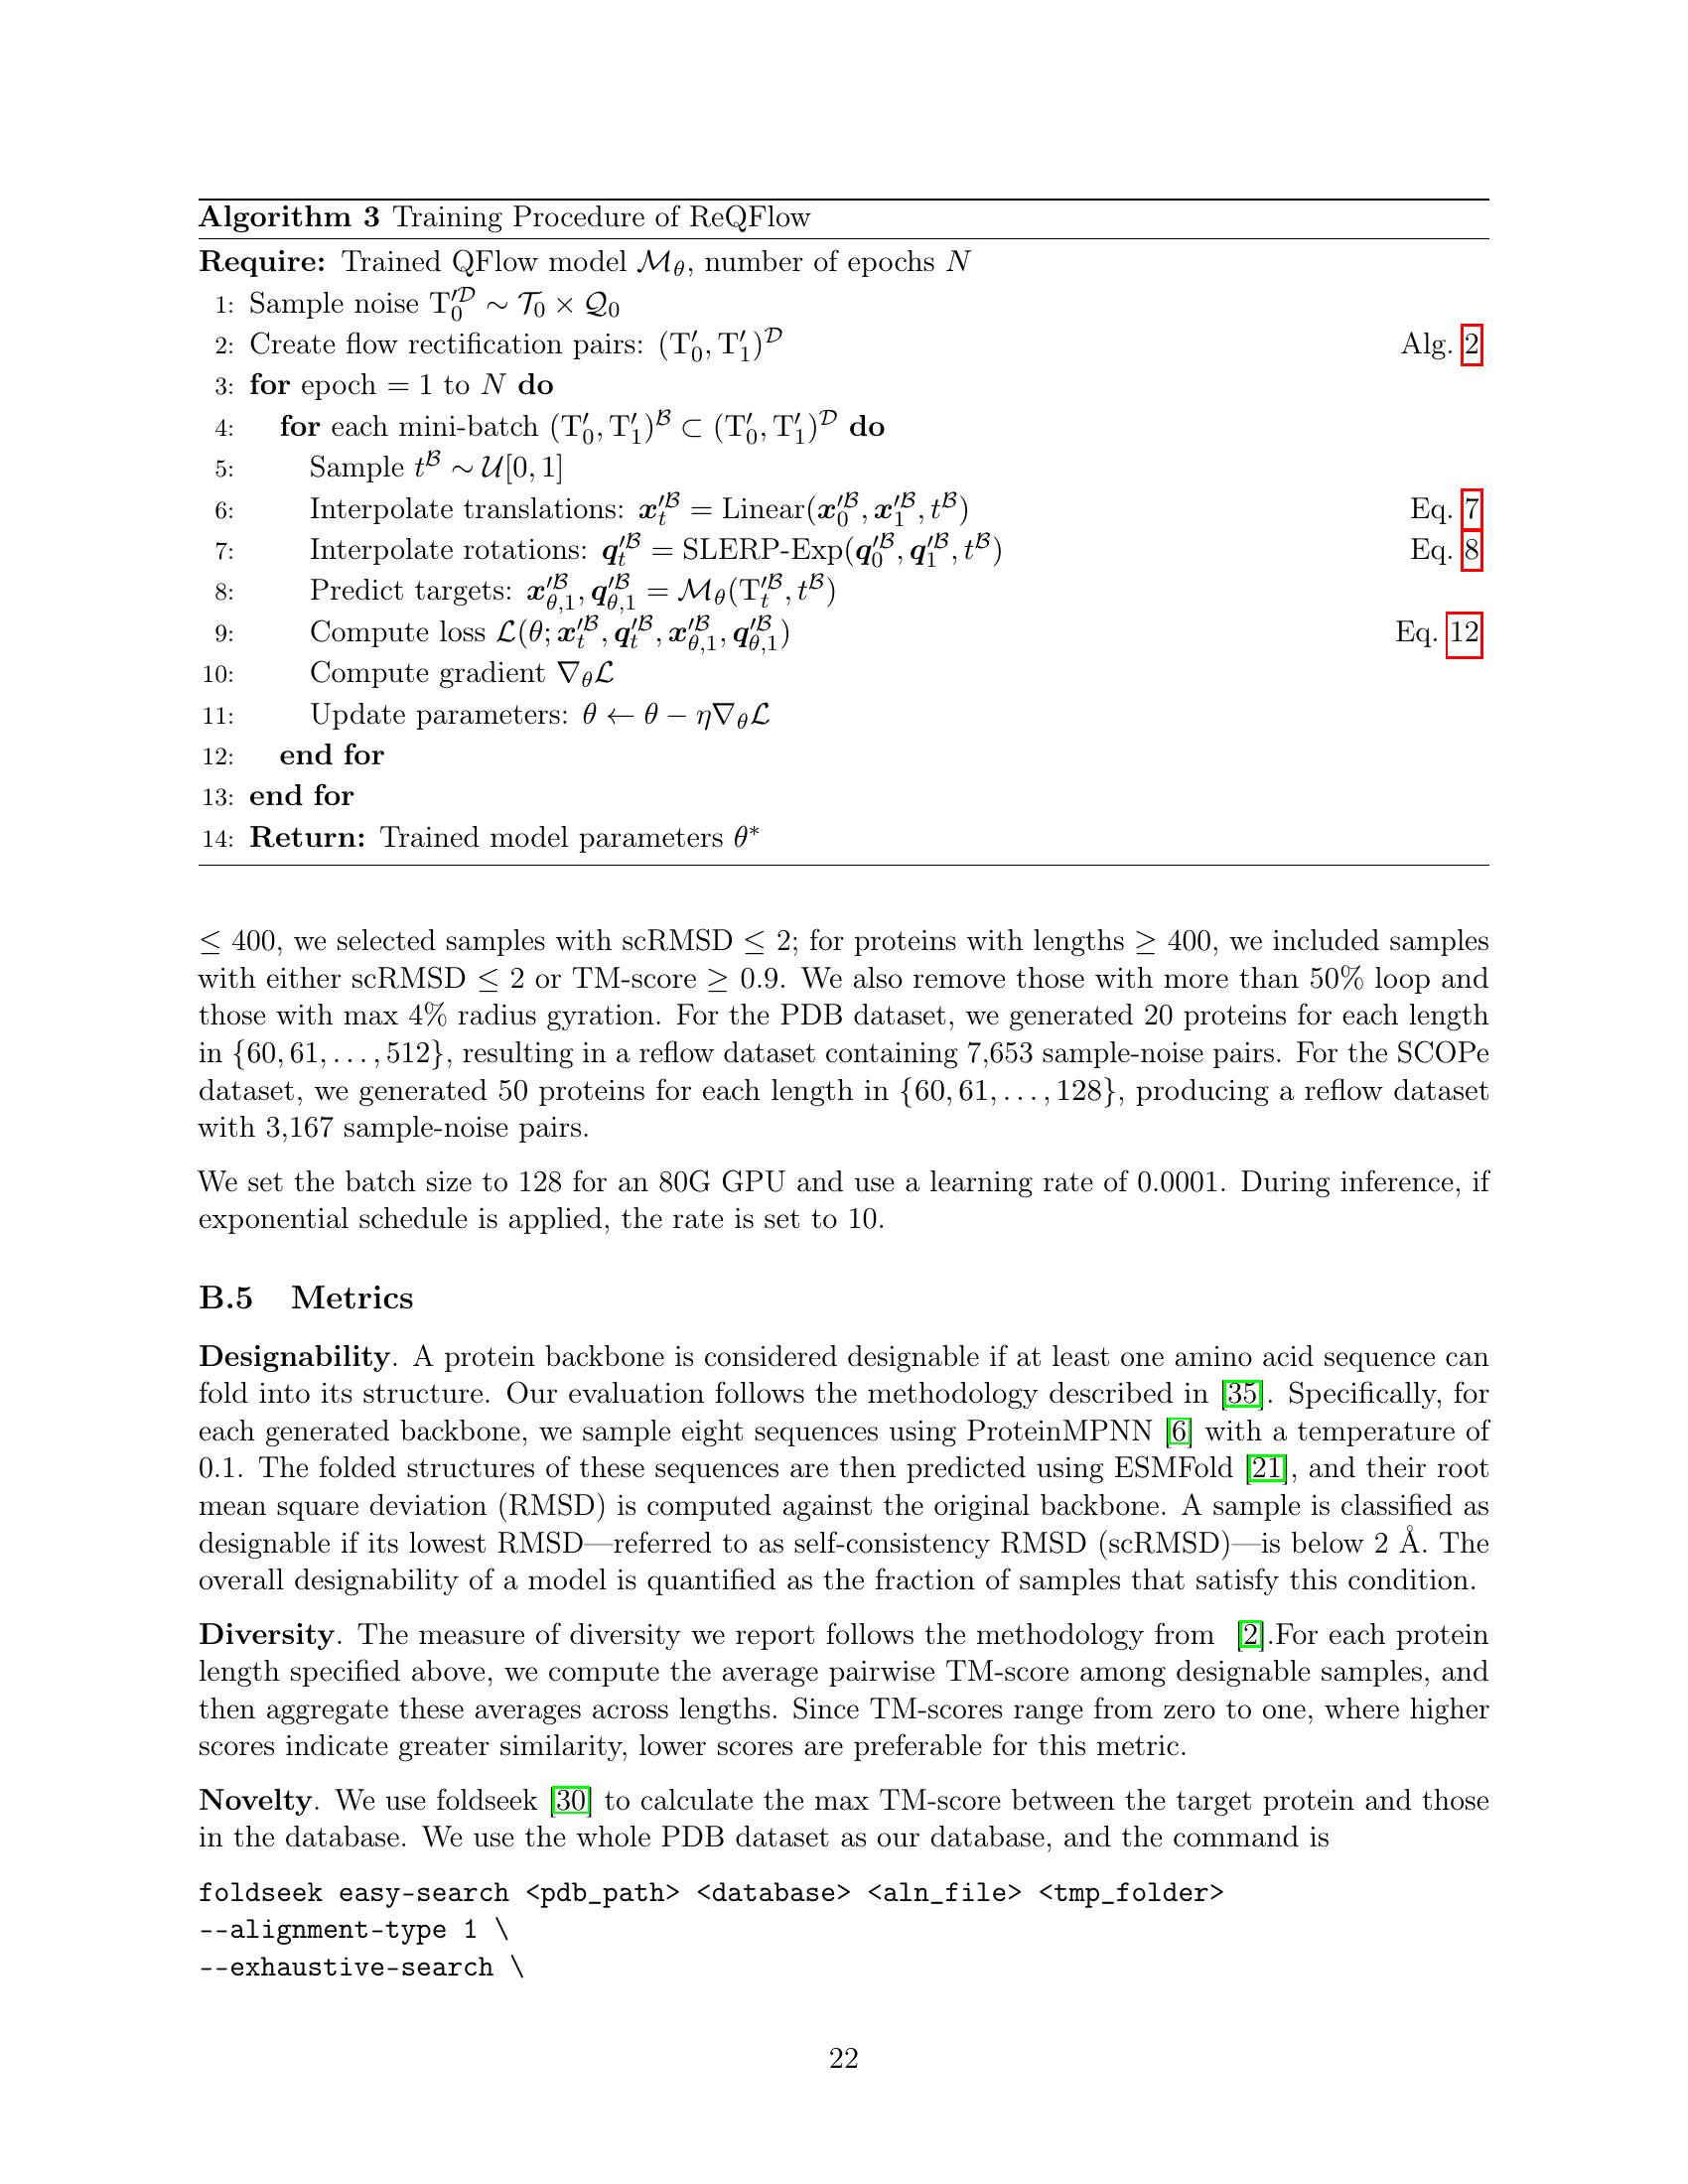 Algorithm 3 Training Procedure of ReQFlow
Require: Trained QFlow model $\mathcal{M}_\theta$, number of epochs $N$
1: Sample noise $\mathrm{T}_0^{\prime\mathcal{D}} \sim \mathcal{T}_0 \times \mathcal{Q}_0$
2: Create flow rectification pairs: $(\mathrm{T}_0', \mathrm{T}_1')^{\mathcal{D}}$ Alg. 2
3: for epoch = 1 to $N$ do
4: for each mini-batch $(\mathrm{T}_0', \mathrm{T}_1')^{\mathcal{B}} \subset (\mathrm{T}_0', \mathrm{T}_1')^{\mathcal{D}}$ do
5: Sample $t^{\mathcal{B}} \sim \mathcal{U}[0, 1]$
6: Interpolate translations: $\boldsymbol{x}_t^{\prime\mathcal{B}} = \mathrm{Linear}(\boldsymbol{x}_0^{\prime\mathcal{B}}, \boldsymbol{x}_1^{\prime\mathcal{B}}, t^{\mathcal{B}})$ Eq. 7
7: Interpolate rotations: $\boldsymbol{q}_t^{\prime\mathcal{B}} = \text{SLERP-Exp}(\boldsymbol{q}_0^{\prime\mathcal{B}}, \boldsymbol{q}_1^{\prime\mathcal{B}}, t^{\mathcal{B}})$ Eq. 8
8: Predict targets: $\boldsymbol{x}_{\theta,1}^{\prime\mathcal{B}}, \boldsymbol{q}_{\theta,1}^{\prime\mathcal{B}} = \mathcal{M}_\theta(\mathrm{T}_t^{\prime\mathcal{B}}, t^{\mathcal{B}})$
9: Compute loss $\mathcal{L}(\theta; \boldsymbol{x}_t^{\prime\mathcal{B}}, \boldsymbol{q}_t^{\prime\mathcal{B}}, \boldsymbol{x}_{\theta,1}^{\prime\mathcal{B}}, \boldsymbol{q}_{\theta,1}^{\prime\mathcal{B}})$ Eq. 12
10: Compute gradient $\nabla_\theta \mathcal{L}$
11: Update parameters: $\theta \leftarrow \theta - \eta \nabla_\theta \mathcal{L}$
12: end for
13: end for
14: Return: Trained model parameters $\theta^*$
≤ 400, we selected samples with scRMSD ≤ 2; for proteins with lengths ≥ 400, we included samples
with either scRMSD ≤ 2 or TM-score ≥ 0.9. We also remove those with more than 50% loop and
those with max 4% radius gyration. For the PDB dataset, we generated 20 proteins for each length
in {60, 61, . . . , 512}, resulting in a reflow dataset containing 7,653 sample-noise pairs. For the SCOPe
dataset, we generated 50 proteins for each length in {60, 61, . . . , 128}, producing a reflow dataset
with 3,167 sample-noise pairs.
We set the batch size to 128 for an 80G GPU and use a learning rate of 0.0001. During inference, if
exponential schedule is applied, the rate is set to 10.
B.5 Metrics
Designability. A protein backbone is considered designable if at least one amino acid sequence can
fold into its structure. Our evaluation follows the methodology described in [35]. Specifically, for
each generated backbone, we sample eight sequences using ProteinMPNN [6] with a temperature of
0.1. The folded structures of these sequences are then predicted using ESMFold [21], and their root
mean square deviation (RMSD) is computed against the original backbone. A sample is classified as
designable if its lowest RMSD—referred to as self-consistency RMSD (scRMSD)—is below 2 Å. The
overall designability of a model is quantified as the fraction of samples that satisfy this condition.
Diversity. The measure of diversity we report follows the methodology from [2].For each protein
length specified above, we compute the average pairwise TM-score among designable samples, and
then aggregate these averages across lengths. Since TM-scores range from zero to one, where higher
scores indicate greater similarity, lower scores are preferable for this metric.
Novelty. We use foldseek [30] to calculate the max TM-score between the target protein and those
in the database. We use the whole PDB dataset as our database, and the command is
foldseek easy-search <pdb_path> <database> <aln_file> <tmp_folder>
--alignment-type 1 \
--exhaustive-search \
22